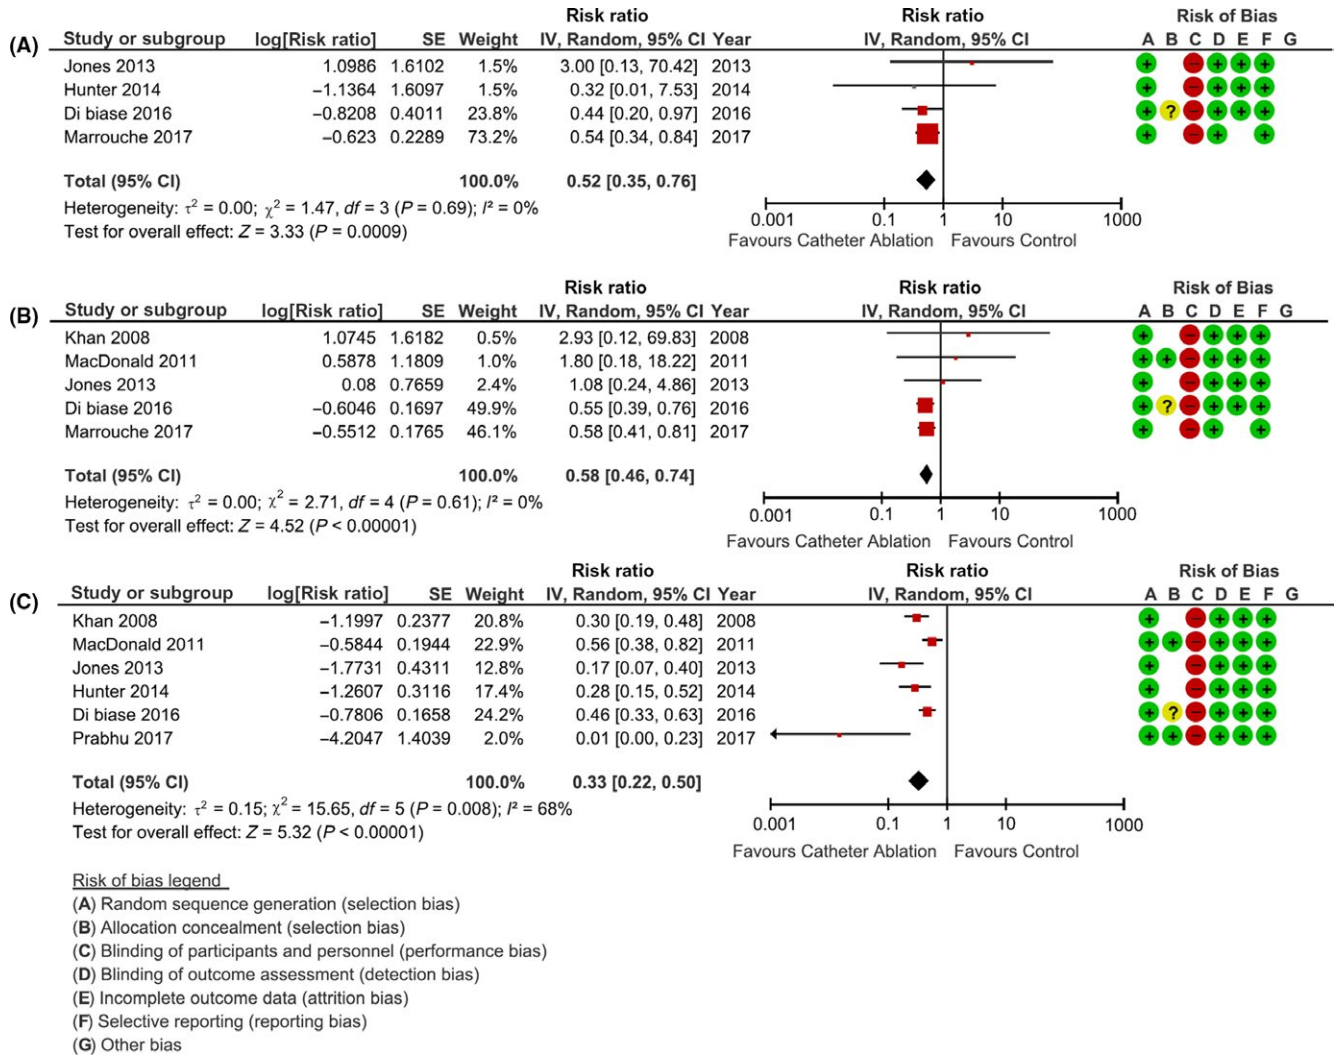 (A)
Risk ratio Risk ratio Risk of Bias
Study or subgroup log[Risk ratio] SE Weight IV, Random, 95% CI Year IV, Random, 95% CI A B C D E F G
Jones 2013 1.0986 1.6102 1.5% 3.00 [0.13, 70.42] 2013 + − + + +
Hunter 2014 −1.1364 1.6097 1.5% 0.32 [0.01, 7.53] 2014 + − + + +
Di biase 2016 −0.8208 0.4011 23.8% 0.44 [0.20, 0.97] 2016 + ? − + + +
Marrouche 2017 −0.623 0.2289 73.2% 0.54 [0.34, 0.84] 2017 + − + +
Total (95% CI) 100.0% 0.52 [0.35, 0.76]
Heterogeneity: τ² = 0.00; χ² = 1.47, df = 3 (P = 0.69); I² = 0%
Test for overall effect: Z = 3.33 (P = 0.0009)
0.001 0.1 1 10 1000
Favours Catheter Ablation Favours Control
(B)
Risk ratio Risk ratio Risk of Bias
Study or subgroup log[Risk ratio] SE Weight IV, Random, 95% CI Year IV, Random, 95% CI A B C D E F G
Khan 2008 1.0745 1.6182 0.5% 2.93 [0.12, 69.83] 2008 + − + + +
MacDonald 2011 0.5878 1.1809 1.0% 1.80 [0.18, 18.22] 2011 + + − + + +
Jones 2013 0.08 0.7659 2.4% 1.08 [0.24, 4.86] 2013 + − + + +
Di biase 2016 −0.6046 0.1697 49.9% 0.55 [0.39, 0.76] 2016 + ? − + + +
Marrouche 2017 −0.5512 0.1765 46.1% 0.58 [0.41, 0.81] 2017 + − + +
Total (95% CI) 100.0% 0.58 [0.46, 0.74]
Heterogeneity: τ² = 0.00; χ² = 2.71, df = 4 (P = 0.61); I² = 0%
Test for overall effect: Z = 4.52 (P < 0.00001)
0.001 0.1 1 10 1000
Favours Catheter Ablation Favours Control
(C)
Risk ratio Risk ratio Risk of Bias
Study or subgroup log[Risk ratio] SE Weight IV, Random, 95% CI Year IV, Random, 95% CI A B C D E F G
Khan 2008 −1.1997 0.2377 20.8% 0.30 [0.19, 0.48] 2008 + − + + +
MacDonald 2011 −0.5844 0.1944 22.9% 0.56 [0.38, 0.82] 2011 + + − + + +
Jones 2013 −1.7731 0.4311 12.8% 0.17 [0.07, 0.40] 2013 + − + + +
Hunter 2014 −1.2607 0.3116 17.4% 0.28 [0.15, 0.52] 2014 + − + + +
Di biase 2016 −0.7806 0.1658 24.2% 0.46 [0.33, 0.63] 2016 + ? − + + +
Prabhu 2017 −4.2047 1.4039 2.0% 0.01 [0.00, 0.23] 2017 + + − + + +
Total (95% CI) 100.0% 0.33 [0.22, 0.50]
Heterogeneity: τ² = 0.15; χ² = 15.65, df = 5 (P = 0.008); I² = 68%
Test for overall effect: Z = 5.32 (P < 0.00001)
0.001 0.1 1 10 1000
Favours Catheter Ablation Favours Control
Risk of bias legend
(A) Random sequence generation (selection bias)
(B) Allocation concealment (selection bias)
(C) Blinding of participants and personnel (performance bias)
(D) Blinding of outcome assessment (detection bias)
(E) Incomplete outcome data (attrition bias)
(F) Selective reporting (reporting bias)
(G) Other bias